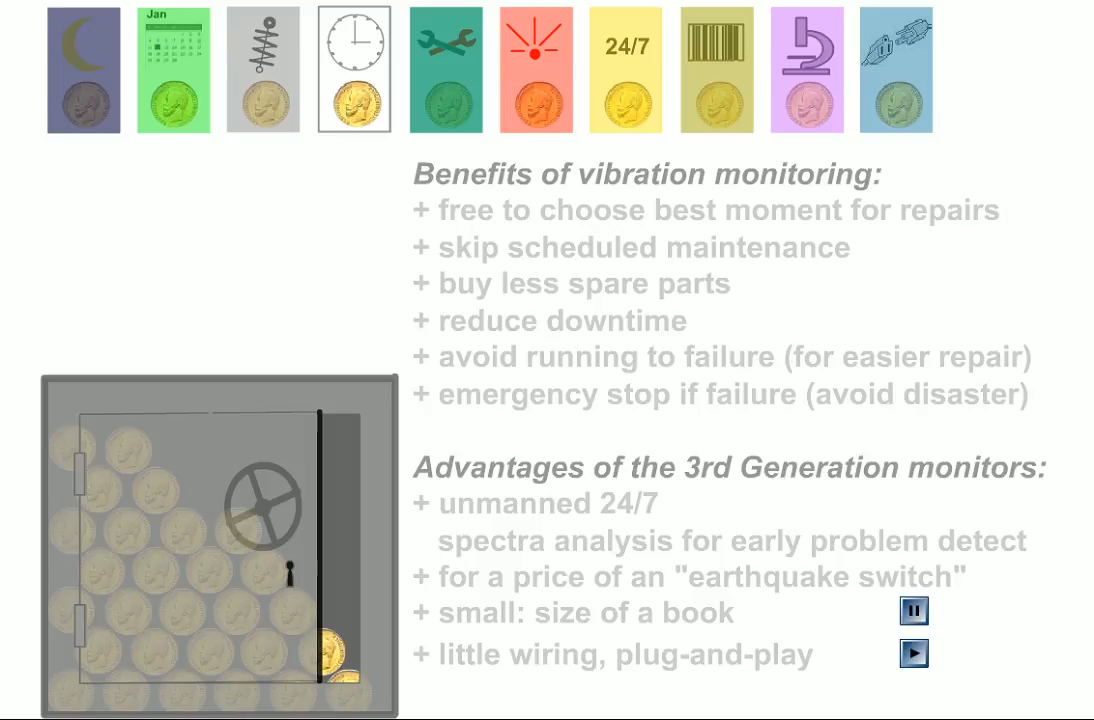 Jan
24/7
Benefits of vibration monitoring:
+ free to choose best moment for repairs
+ skip scheduled maintenance
+ buy less spare parts
+ reduce downtime
+ avoid running to failure (for easier repair)
+ emergency stop if failure (avoid disaster)
Advantages of the 3rd Generation monitors:
+ unmanned 24/7
spectra analysis for early problem detect
+ for a price of an "earthquake switch"
+ small: size of a book
+ little wiring, plug-and-play